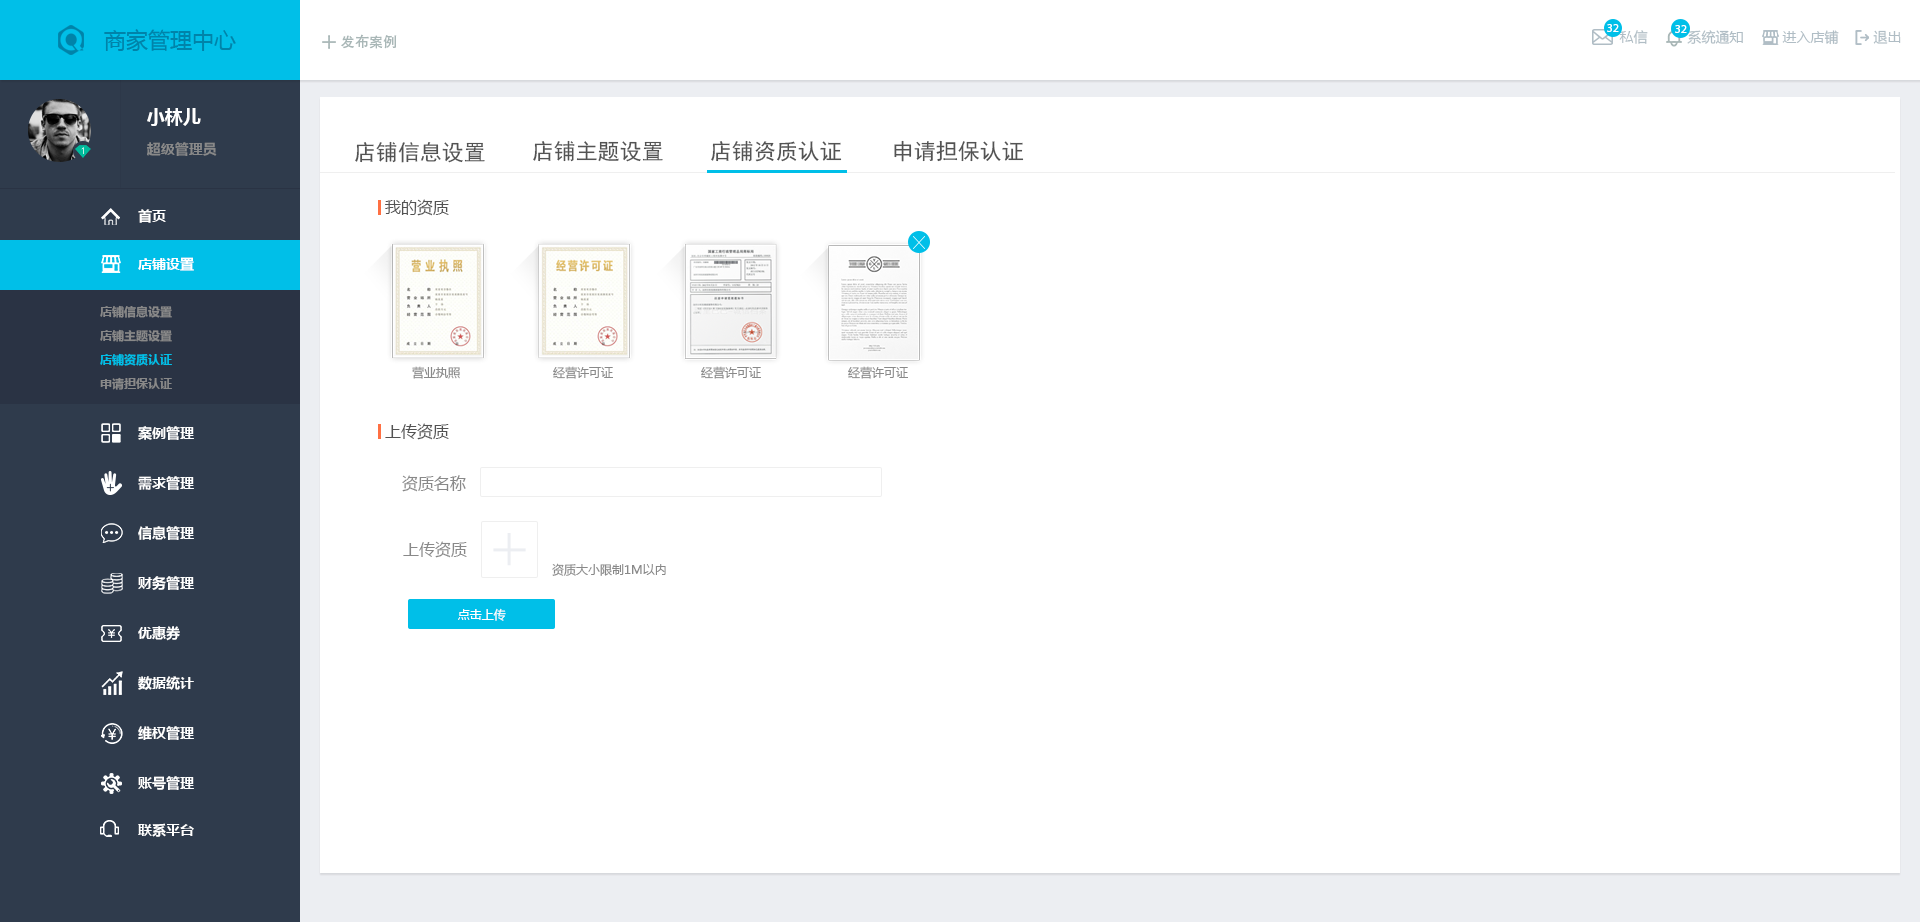 商家管理中心
发布案例
32
私信
32
系统通知
进入店铺
退出
小林儿
超级管理员
1
首页
店铺设置
店铺信息设置
店铺主题设置
店铺资质认证
申请担保认证
案例管理
需求管理
信息管理
财务管理
优惠券
数据统计
维权管理
账号管理
联系平台
店铺信息设置
店铺主题设置
店铺资质认证
申请担保认证
我的资质
营业执照
经营许可证
营业执照
经营许可证
经营许可证
经营许可证
上传资质
资质名称
上传资质
资质大小限制1M以内
点击上传